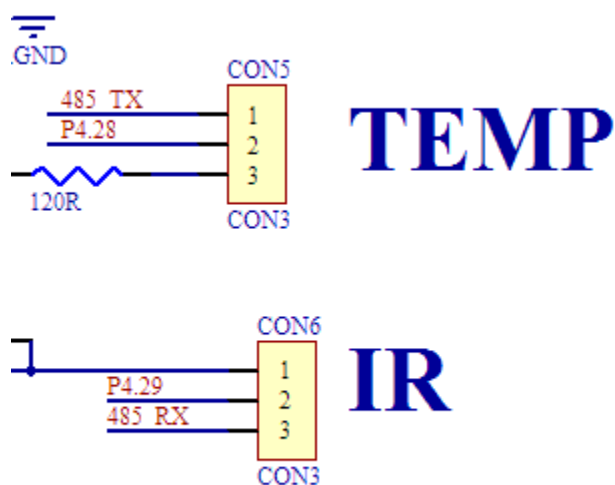 .GND
CON5
485 TX
1
TEMP
P4.28
2
3
120R
CON3
CON6
1
IR
P4.29
2
485 RX
3
CON3